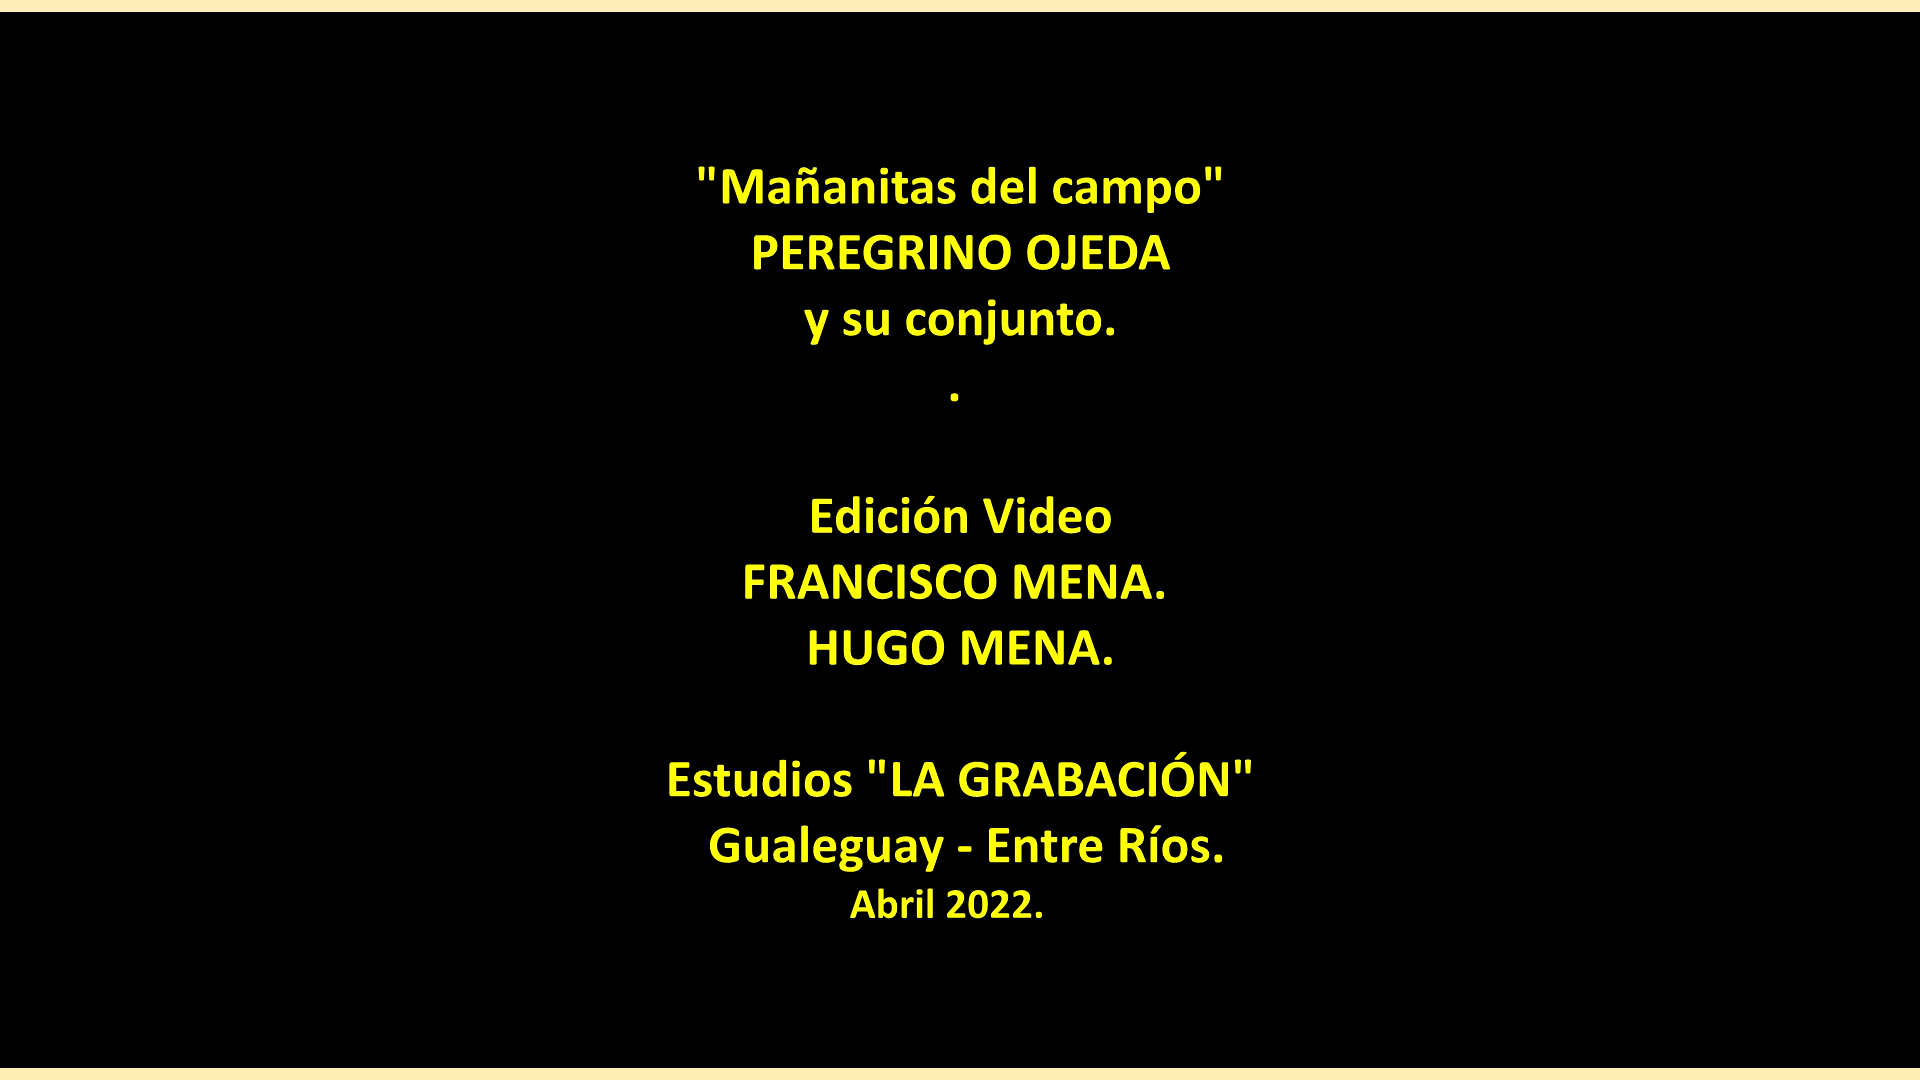 "Mañanitas del campo"
PEREGRINO OJEDA
y su conjunto.
.
Edición Video
FRANCISCO MENA.
HUGO MENA.
Estudios "LA GRABACIÓN"
Gualeguay - Entre Ríos.
Abril 2022.